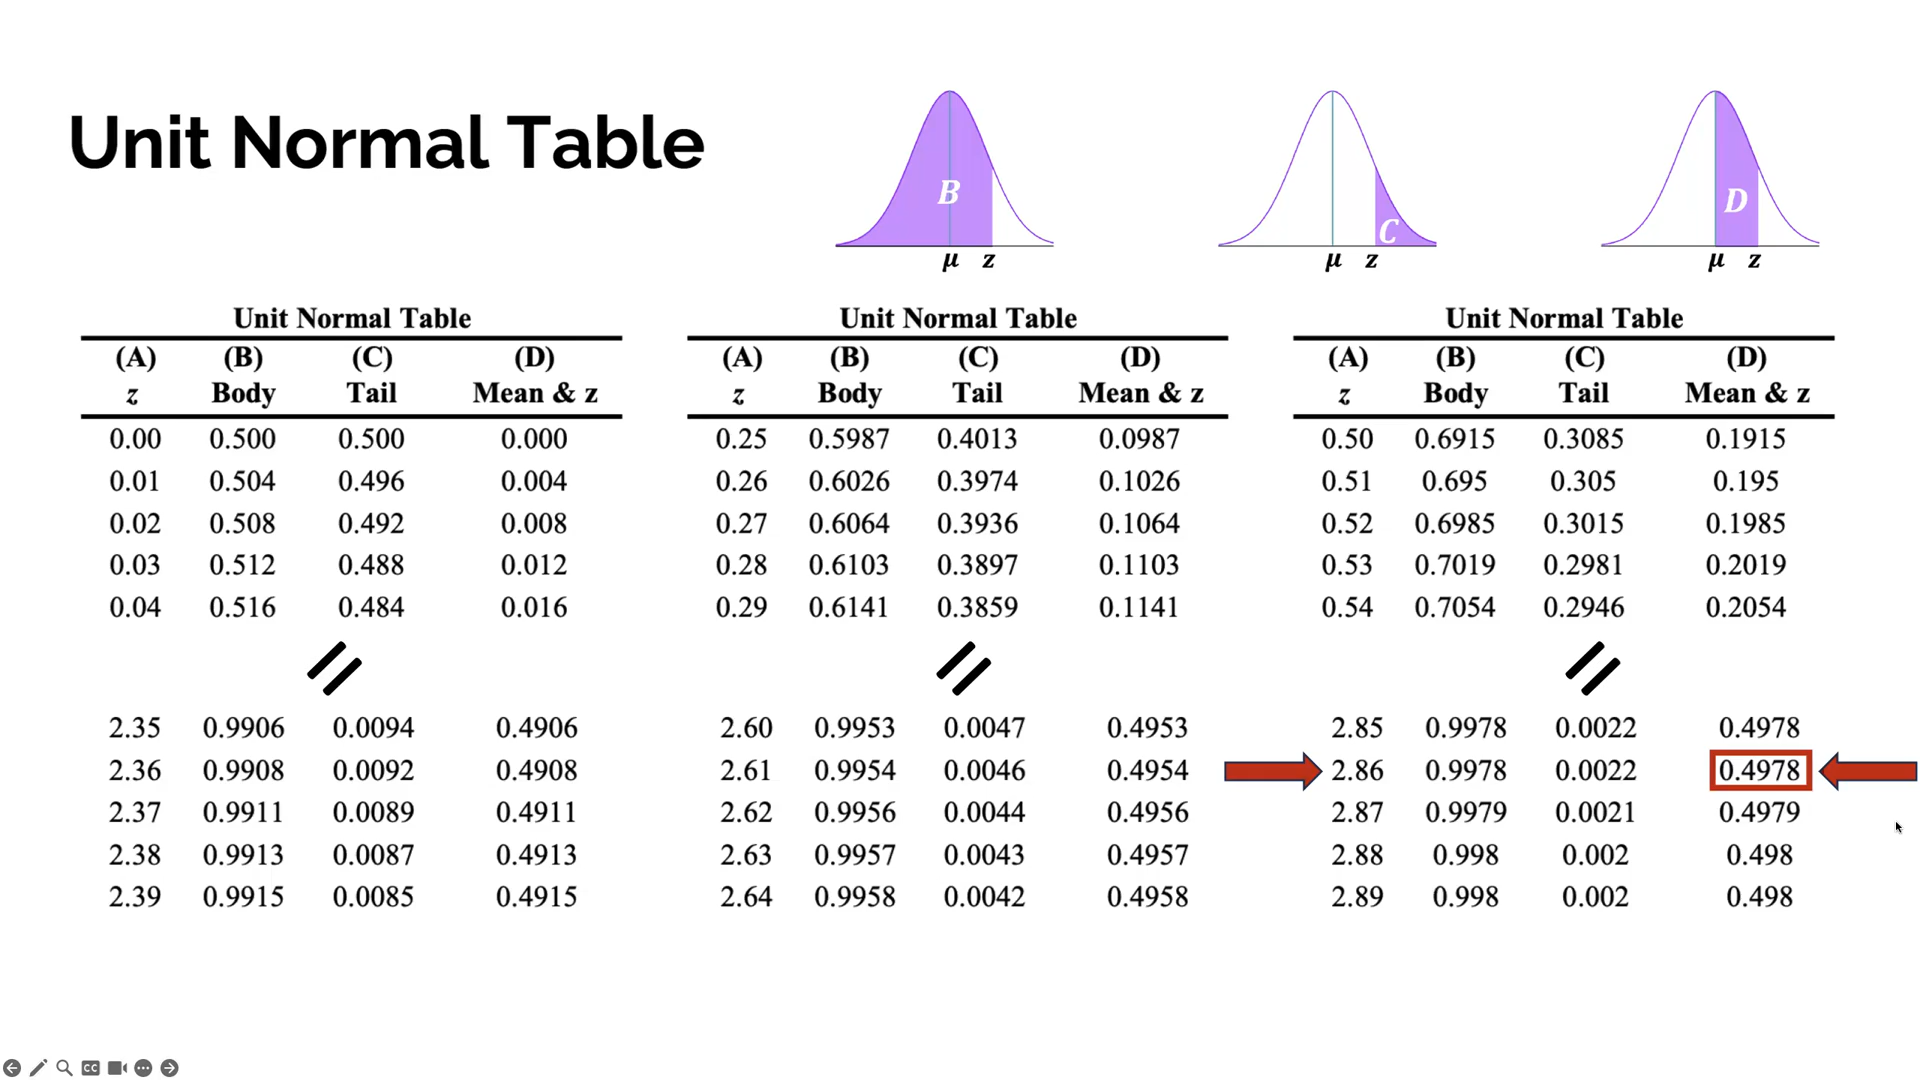 Unit Normal Table
B
C
D
μ z
μ z
μ z
Unit Normal Table
(A) (B) (C) (D)
z Body Tail Mean & z
0.00 0.500 0.500 0.000
0.01 0.504 0.496 0.004
0.02 0.508 0.492 0.008
0.03 0.512 0.488 0.012
0.04 0.516 0.484 0.016
2.35 0.9906 0.0094 0.4906
2.36 0.9908 0.0092 0.4908
2.37 0.9911 0.0089 0.4911
2.38 0.9913 0.0087 0.4913
2.39 0.9915 0.0085 0.4915
Unit Normal Table
(A) (B) (C) (D)
z Body Tail Mean & z
0.25 0.5987 0.4013 0.0987
0.26 0.6026 0.3974 0.1026
0.27 0.6064 0.3936 0.1064
0.28 0.6103 0.3897 0.1103
0.29 0.6141 0.3859 0.1141
2.60 0.9953 0.0047 0.4953
2.61 0.9954 0.0046 0.4954
2.62 0.9956 0.0044 0.4956
2.63 0.9957 0.0043 0.4957
2.64 0.9958 0.0042 0.4958
Unit Normal Table
(A) (B) (C) (D)
z Body Tail Mean & z
0.50 0.6915 0.3085 0.1915
0.51 0.695 0.305 0.195
0.52 0.6985 0.3015 0.1985
0.53 0.7019 0.2981 0.2019
0.54 0.7054 0.2946 0.2054
2.85 0.9978 0.0022 0.4978
2.86 0.9978 0.0022 0.4978
2.87 0.9979 0.0021 0.4979
2.88 0.998 0.002 0.498
2.89 0.998 0.002 0.498
CC